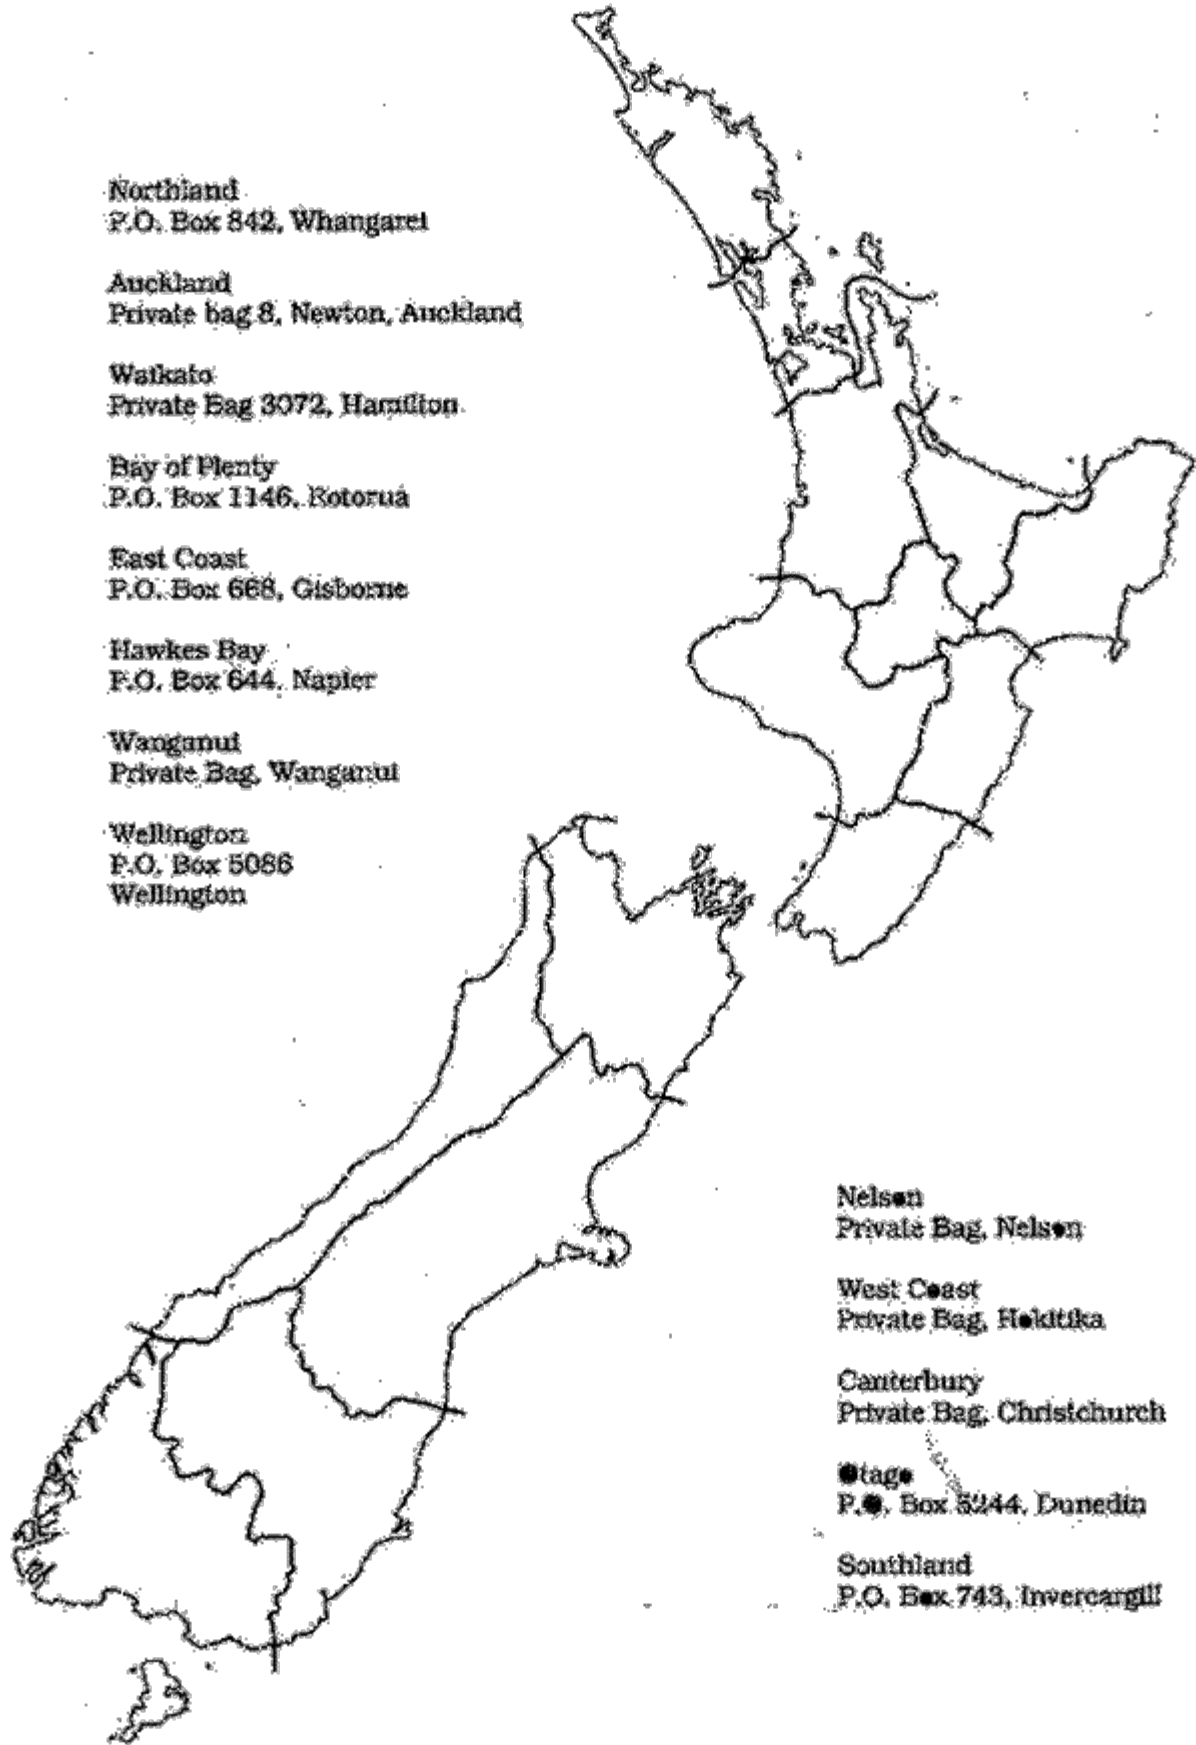 Northland
P.O. Box 842, Whangarei
Auckland
Private bag 8, Newton, Auckland
Waikato
Private Bag 3072, Hamilton
Bay of Plenty
P.O. Box 1146, Rotorua
East Coast
P.O. Box 668, Gisborne
Hawkes Bay
P.O. Box 644, Napier
Wanganui
Private Bag, Wanganui
Wellington
P.O. Box 5086
Wellington
Nelson
Private Bag, Nelson
West Coast
Private Bag, Hokitika
Canterbury
Private Bag, Christchurch
Otago
P.O. Box 5244, Dunedin
Southland
P.O. Box 743, Invercargill